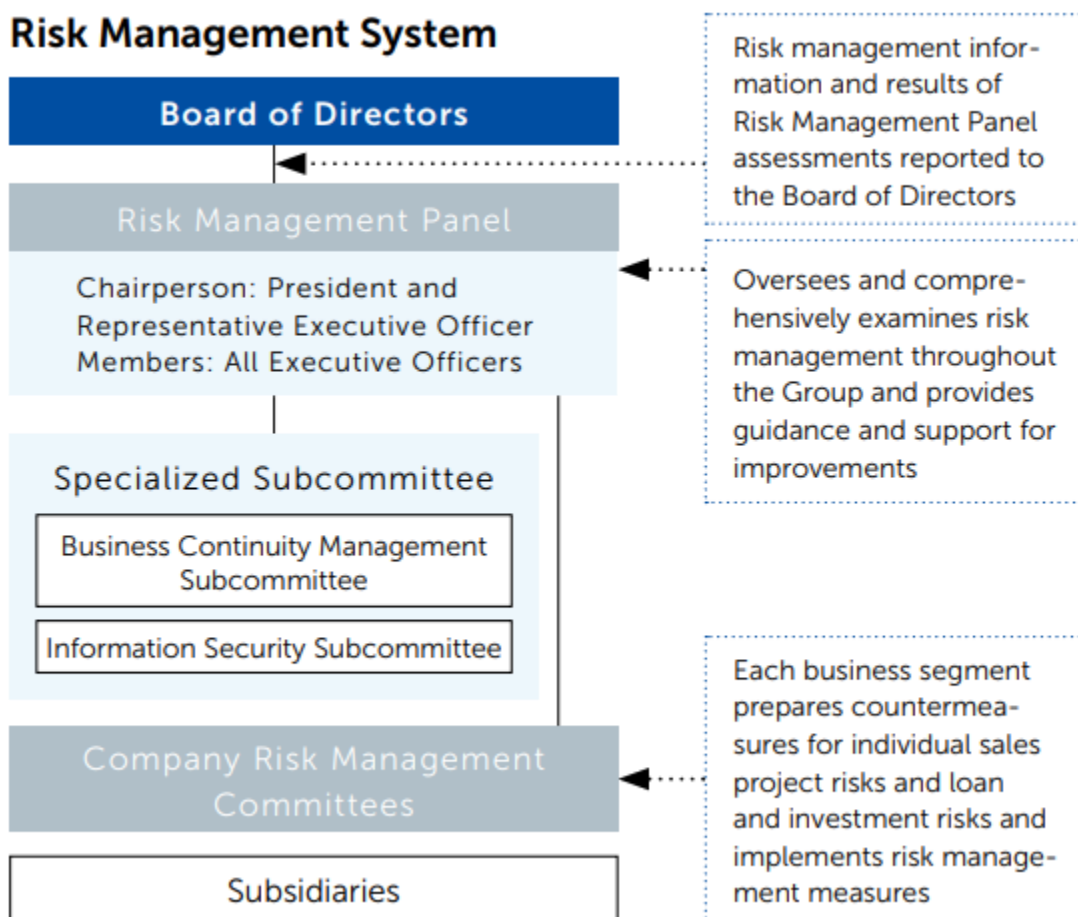 Risk Management System
Board of Directors
Risk management infor-
mation and results of
Risk Management Panel
assessments reported to
the Board of Directors
Risk Management Panel
Chairperson: President and
Representative Executive Officer
Members: All Executive Officers
Oversees and compre-
hensively examines risk
management throughout
the Group and provides
guidance and support for
improvements
Specialized Subcommittee
Business Continuity Management
Subcommittee
Information Security Subcommittee
Company Risk Management
Committees
Each business segment
prepares countermea-
sures for individual sales
project risks and loan
and investment risks and
implements risk manage-
ment measures
Subsidiaries